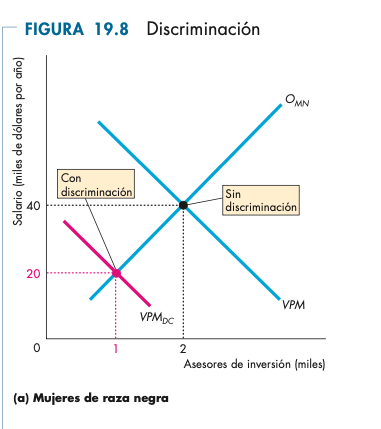 FIGURA 19.8 Discriminación
Salario (miles de dólares por año)
O_MN
Con
discriminación
Sin
discriminación
40
20
VPM_DC
VPM
0
1
2
Asesores de inversión (miles)
(a) Mujeres de raza negra